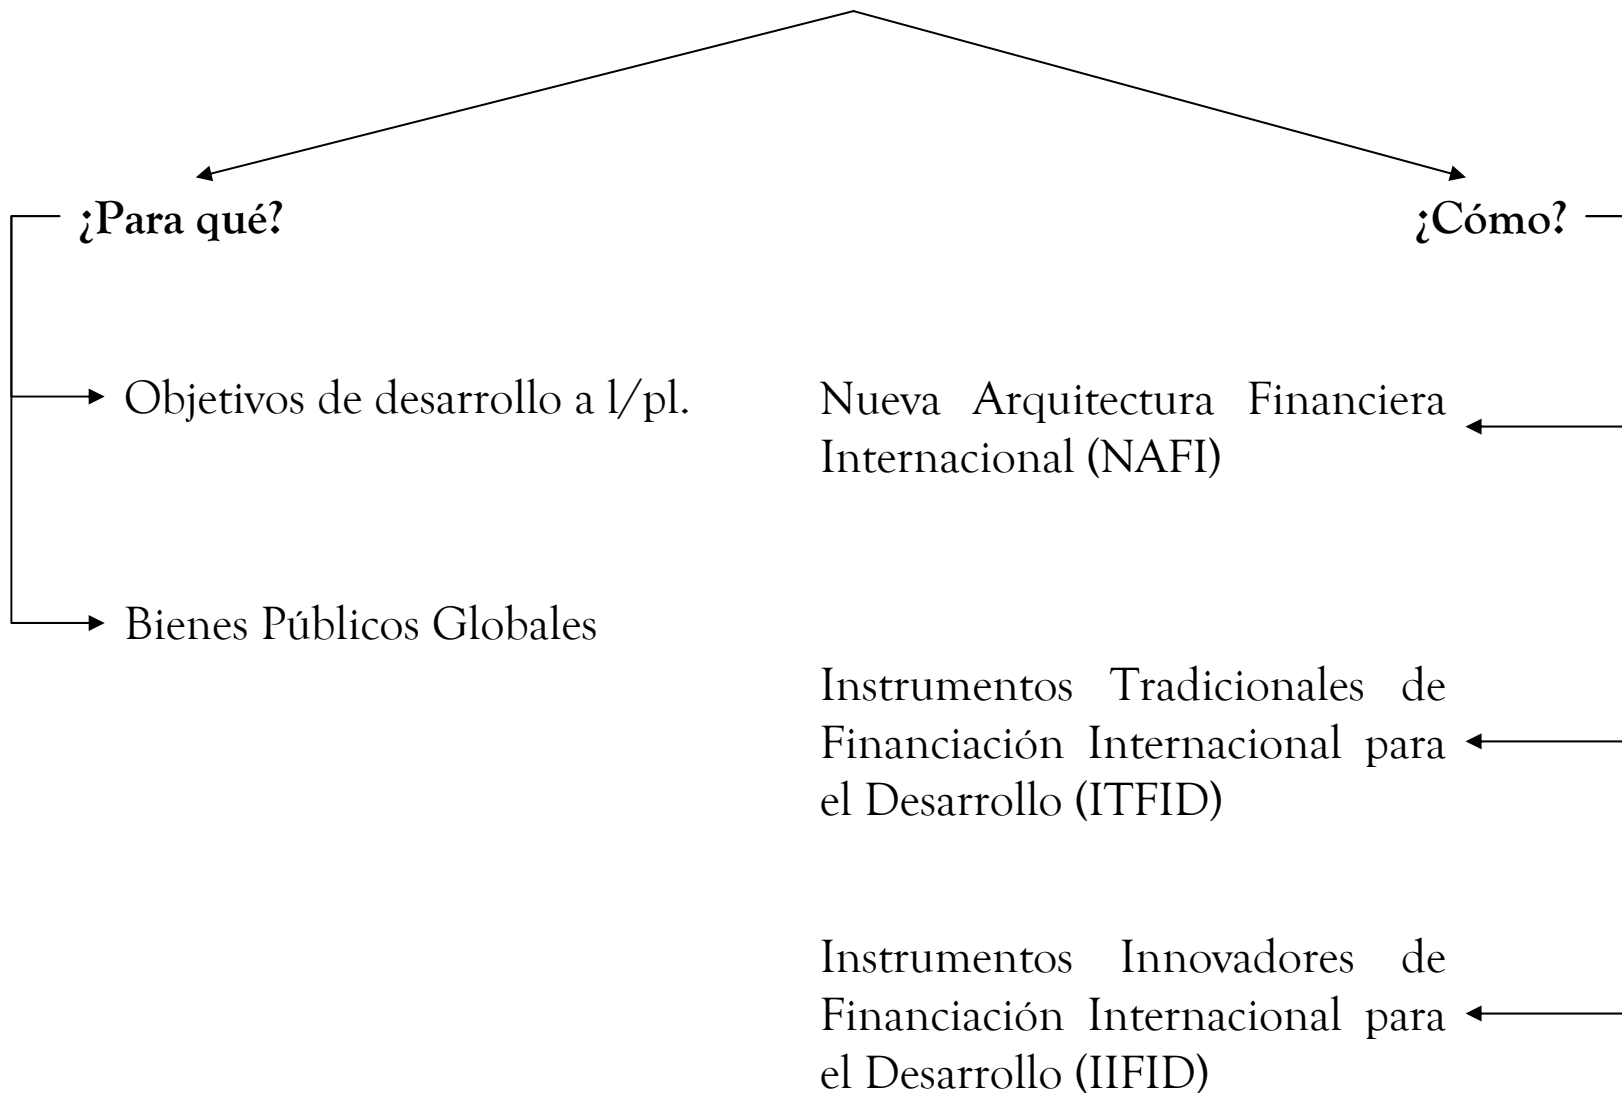 ¿Para qué?
¿Cómo?
Objetivos de desarrollo a l/pl.
Nueva Arquitectura Financiera
Internacional (NAFI)
Bienes Públicos Globales
Instrumentos Tradicionales de
Financiación Internacional para
el Desarrollo (ITFID)
Instrumentos Innovadores de
Financiación Internacional para
el Desarrollo (IIFID)